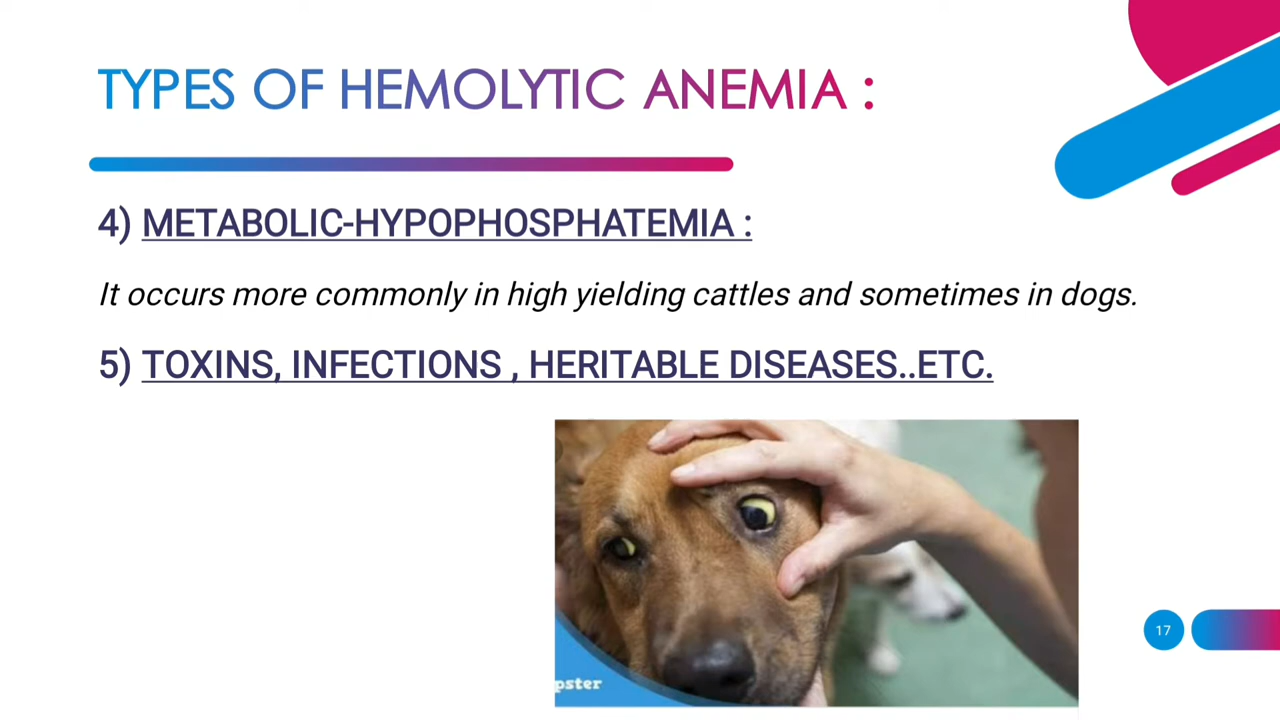 TYPES OF HEMOLYTIC ANEMIA :
4) METABOLIC-HYPOPHOSPHATEMIA :
It occurs more commonly in high yielding cattles and sometimes in dogs.
5) TOXINS, INFECTIONS , HERITABLE DISEASES..ETC.
pster
17